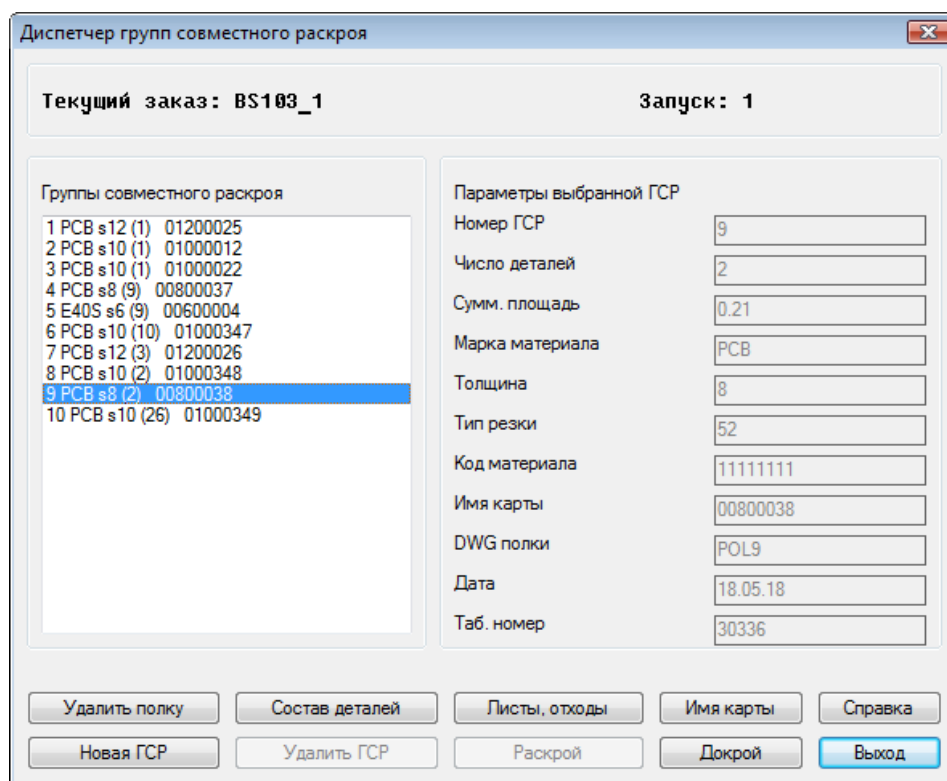 Диспетчер групп совместного раскроя
Текущий заказ: BS103_1 Запуск: 1
Группы совместного раскроя
1 PCB s12 (1) 01200025
2 PCB s10 (1) 01000012
3 PCB s10 (1) 01000022
4 PCB s8 (9) 00800037
5 E40S s6 (9) 00600004
6 PCB s10 (10) 01000347
7 PCB s12 (3) 01200026
8 PCB s10 (2) 01000348
9 PCB s8 (2) 00800038
10 PCB s10 (26) 01000349
Параметры выбранной ГСР
Номер ГСР 9
Число деталей 2
Сумм. площадь 0.21
Марка материала PCB
Толщина 8
Тип резки 52
Код материала 11111111
Имя карты 00800038
DWG полки POL9
Дата 18.05.18
Таб. номер 30336
Удалить полку Состав деталей Листы, отходы Имя карты Справка
Новая ГСР Удалить ГСР Раскрой Докрой Выход